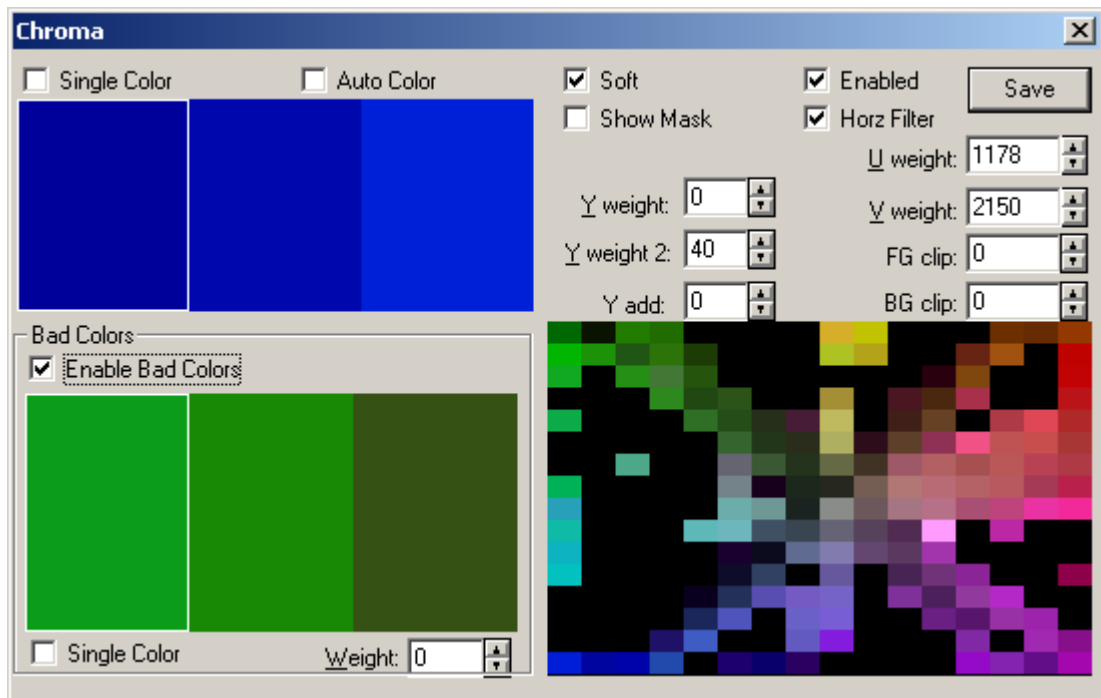 Chroma
Single Color
Auto Color
Soft
Enabled
Save
Show Mask
Horz Filter
U weight: 1178
Y weight: 0
V weight: 2150
Y weight 2: 40
FG clip: 0
Y add: 0
BG clip: 0
Bad Colors
Enable Bad Colors
Single Color
Weight: 0